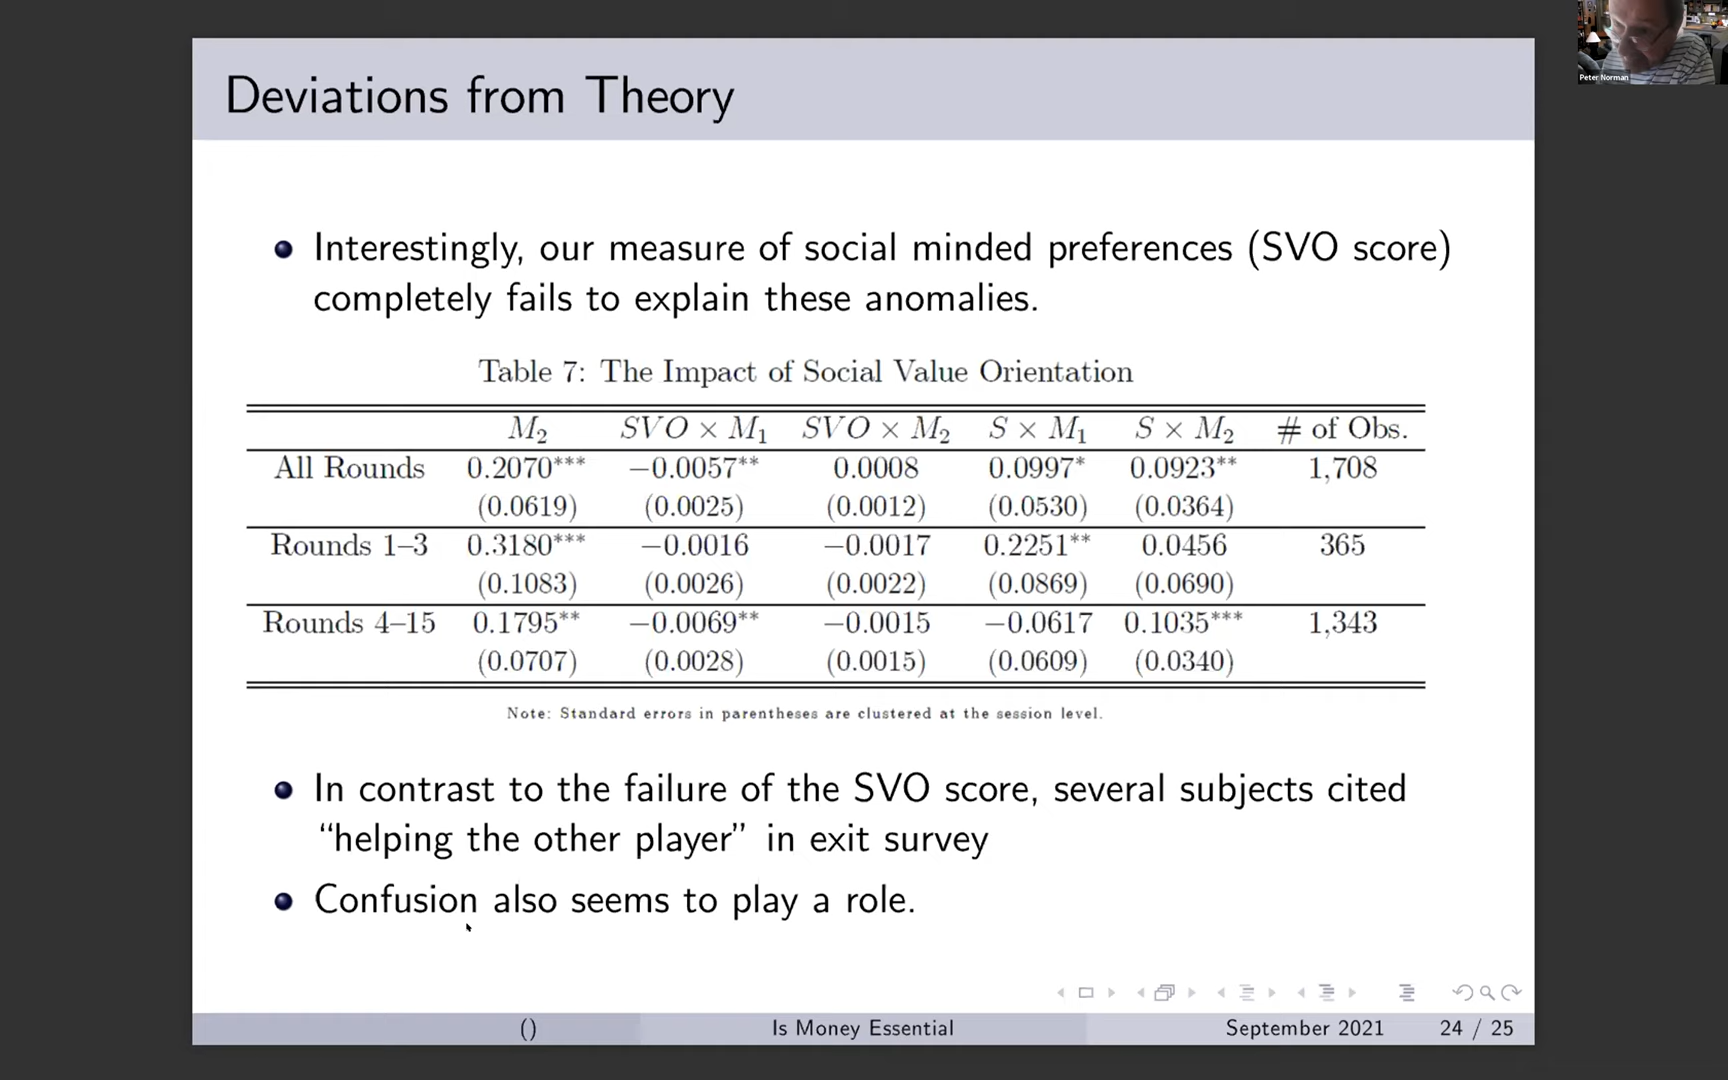 Peter Norman
Deviations from Theory
Interestingly, our measure of social minded preferences (SVO score)
completely fails to explain these anomalies.
Table 7: The Impact of Social Value Orientation
M₂ SVO × M₁ SVO × M₂ S × M₁ S × M₂ # of Obs.
All Rounds 0.2070*** −0.0057** 0.0008 0.0997* 0.0923** 1,708
(0.0619) (0.0025) (0.0012) (0.0530) (0.0364)
Rounds 1–3 0.3180*** −0.0016 −0.0017 0.2251** 0.0456 365
(0.1083) (0.0026) (0.0022) (0.0869) (0.0690)
Rounds 4–15 0.1795** −0.0069** −0.0015 −0.0617 0.1035*** 1,343
(0.0707) (0.0028) (0.0015) (0.0609) (0.0340)
Note: Standard errors in parentheses are clustered at the session level.
In contrast to the failure of the SVO score, several subjects cited
“helping the other player” in exit survey
Confusion also seems to play a role.
() Is Money Essential September 2021 24 / 25